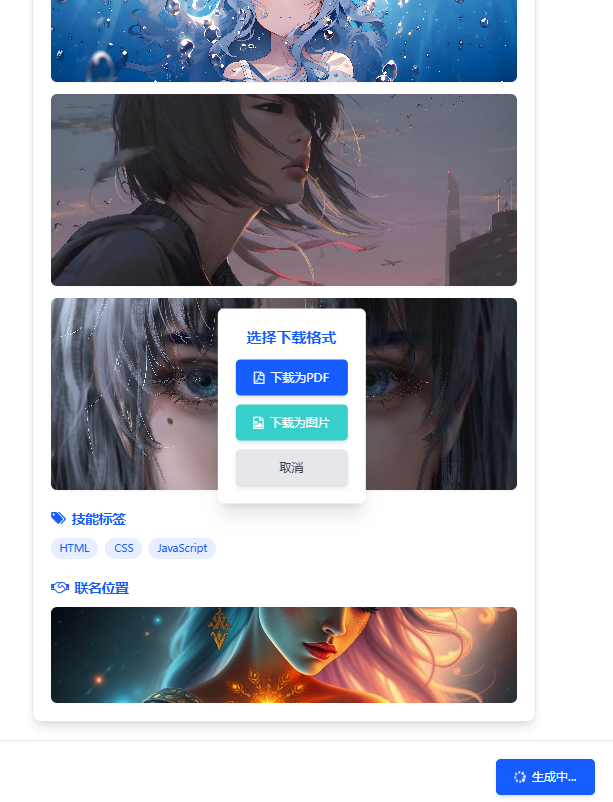 选择下载格式
下载为PDF
下载为图片
取消
技能标签
HTML CSS JavaScript
联名位置
生成中...